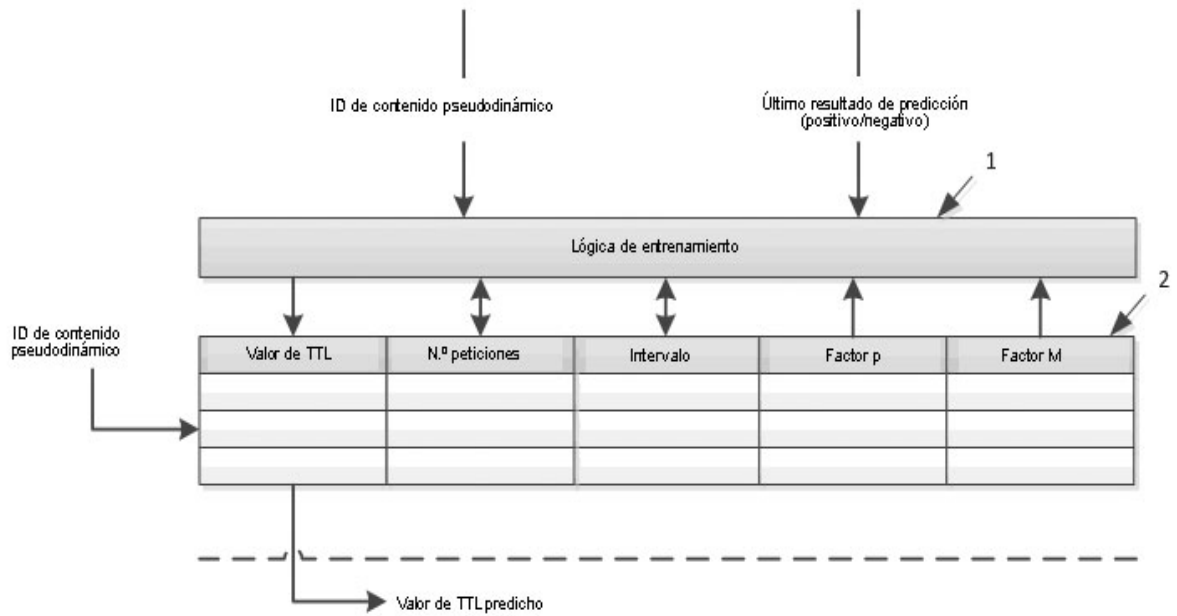 ID de contenido pseudodinámico
Último resultado de predicción
(positivo/negativo)
1
Lógica de entrenamiento
2
ID de contenido
pseudodinámico
Valor de TTL
N.º peticiones
Intervalo
Factor p
Factor M
Valor de TTL predicho